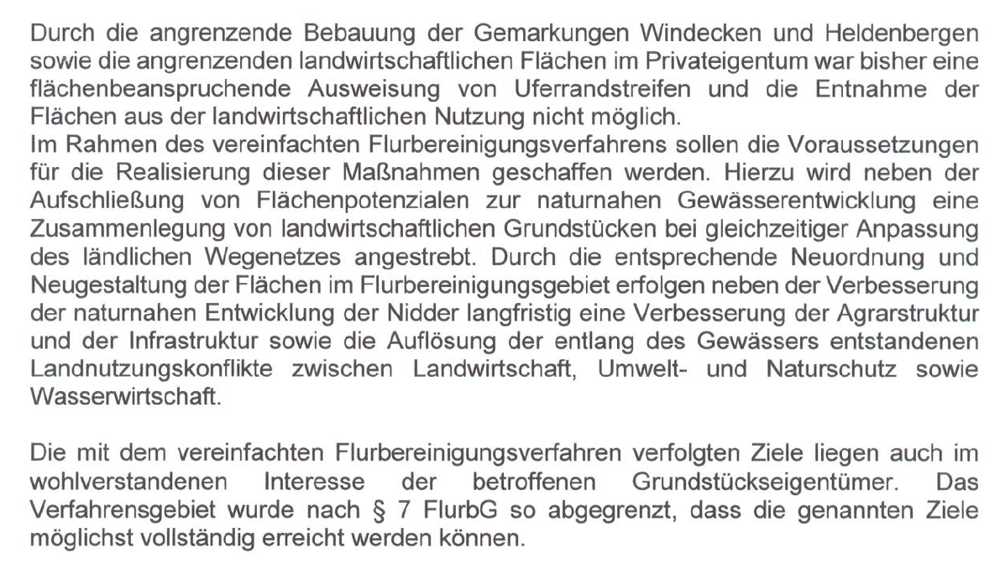 Durch die angrenzende Bebauung der Gemarkungen Windecken und Heldenbergen
sowie die angrenzenden landwirtschaftlichen Flächen im Privateigentum war bisher eine
flächenbeanspruchende Ausweisung von Uferrandstreifen und die Entnahme der
Flächen aus der landwirtschaftlichen Nutzung nicht möglich.
Im Rahmen des vereinfachten Flurbereinigungsverfahrens sollen die Voraussetzungen
für die Realisierung dieser Maßnahmen geschaffen werden. Hierzu wird neben der
Aufschließung von Flächenpotenzialen zur naturnahen Gewässerentwicklung eine
Zusammenlegung von landwirtschaftlichen Grundstücken bei gleichzeitiger Anpassung
des ländlichen Wegenetzes angestrebt. Durch die entsprechende Neuordnung und
Neugestaltung der Flächen im Flurbereinigungsgebiet erfolgen neben der Verbesserung
der naturnahen Entwicklung der Nidder langfristig eine Verbesserung der Agrarstruktur
und der Infrastruktur sowie die Auflösung der entlang des Gewässers entstandenen
Landnutzungskonflikte zwischen Landwirtschaft, Umwelt- und Naturschutz sowie
Wasserwirtschaft.

Die mit dem vereinfachten Flurbereinigungsverfahren verfolgten Ziele liegen auch im
wohlverstandenen Interesse der betroffenen Grundstückseigentümer. Das
Verfahrensgebiet wurde nach § 7 FlurbG so abgegrenzt, dass die genannten Ziele
möglichst vollständig erreicht werden können.